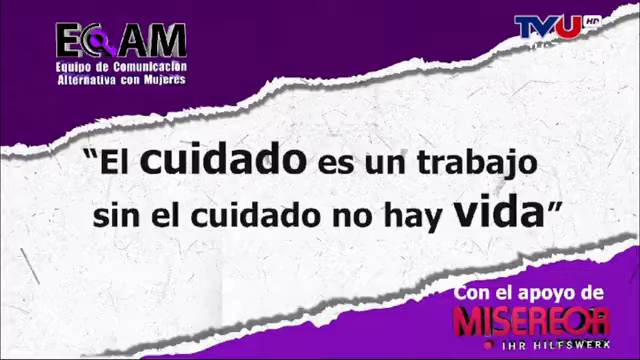 ECAM
Equipo de Comunicación
Alternativa con Mujeres
TVU HD
“El cuidado es un trabajo
sin el cuidado no hay vida”
Con el apoyo de
MISEREOR
IHR HILFSWERK